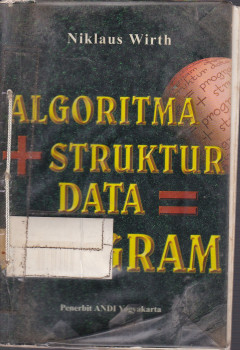 Niklaus Wirth
ALGORITMA
+ STRUKTUR
DATA =
GRAM
Penerbit ANDI Yogyakarta